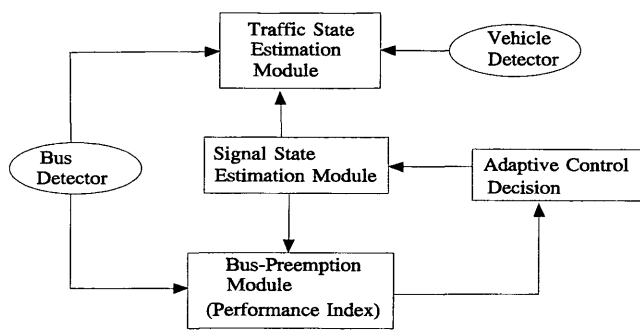 Traffic State
Estimation
Module
Vehicle
Detector
Bus
Detector
Signal State
Estimation Module
Adaptive Control
Decision
Bus-Preemption
Module
(Performance Index)